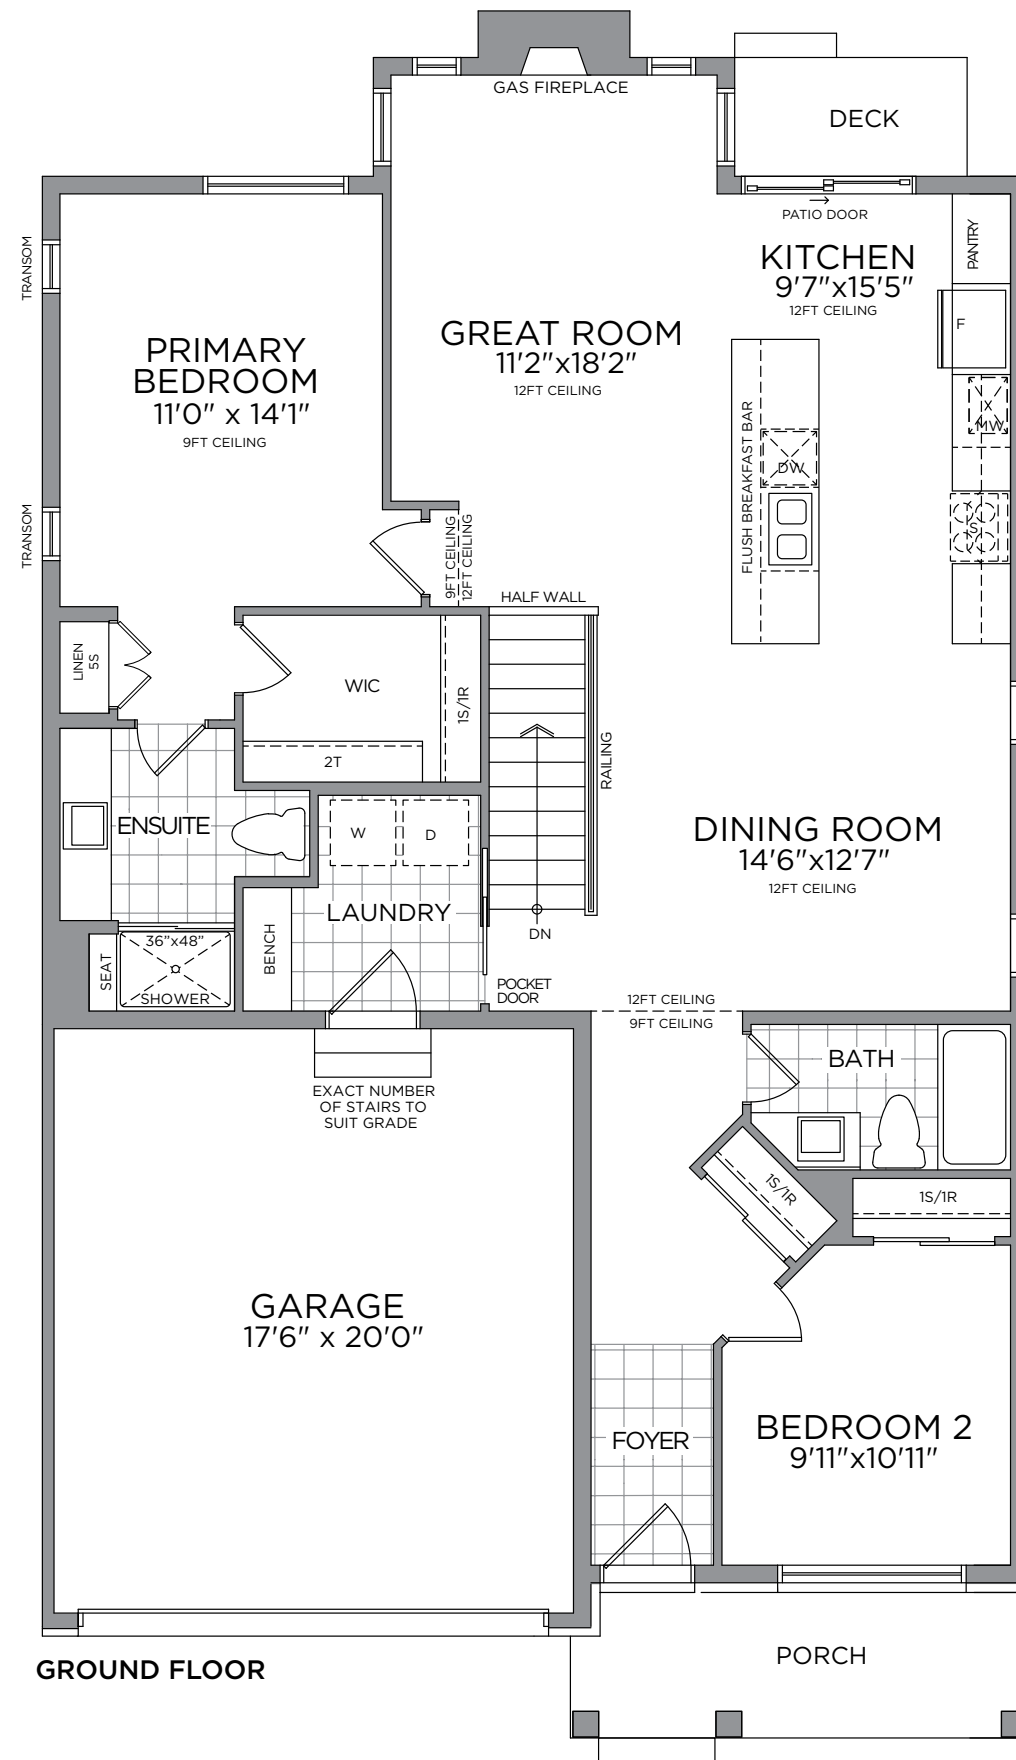 GAS FIREPLACE
DECK
PATIO DOOR
KITCHEN
9'7"x15'5"
12FT CEILING
PANTRY
F
MW
S
TRANSOM
PRIMARY
BEDROOM
11'0" x 14'1"
9FT CEILING
TRANSOM
GREAT ROOM
11'2"x18'2"
12FT CEILING
FLUSH BREAKFAST BAR
DW
9FT CEILING
12FT CEILING
HALF WALL
LINEN
5S
WIC
1S/1R
2T
RAILING
ENSUITE
W
D
DINING ROOM
14'6"x12'7"
12FT CEILING
LAUNDRY
BENCH
DN
SEAT
36"x48"
SHOWER
POCKET
DOOR
12FT CEILING
9FT CEILING
EXACT NUMBER
OF STAIRS TO
SUIT GRADE
BATH
1S/1R
1S/1R
GARAGE
17'6" x 20'0"
FOYER
BEDROOM 2
9'11"x10'11"
PORCH
GROUND FLOOR